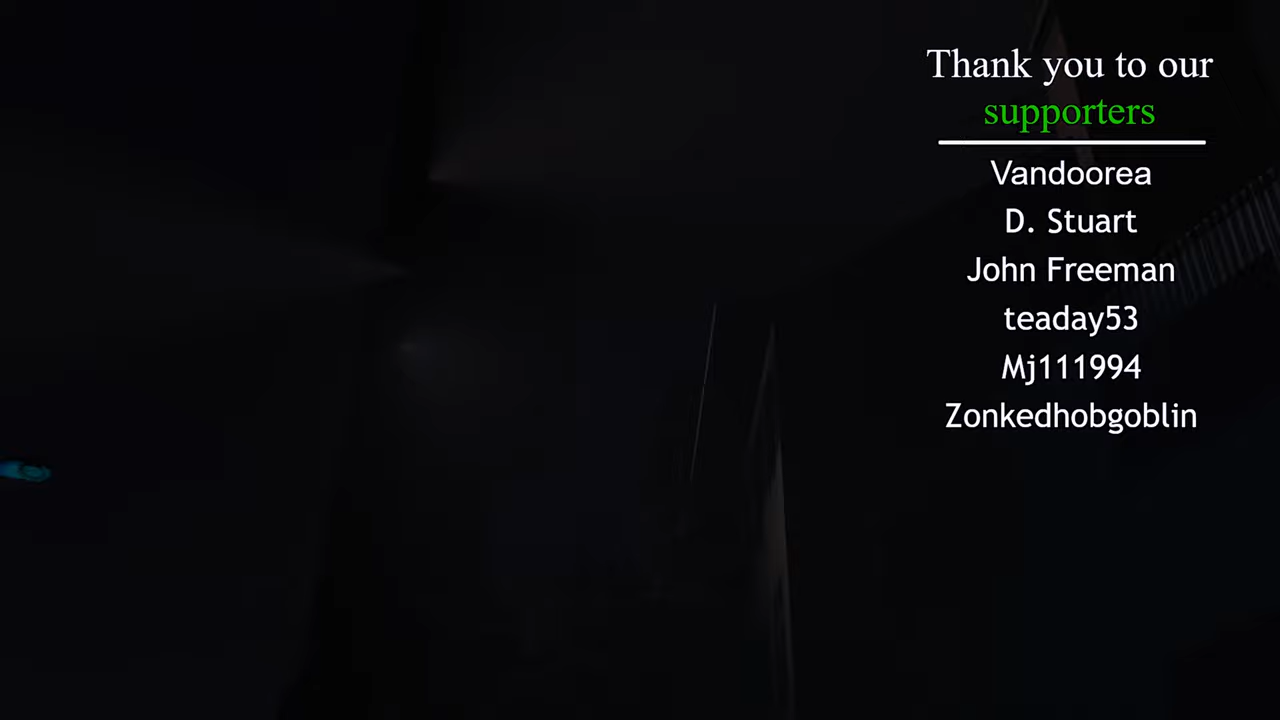 Thank you to our
supporters
Vandoorea
D. Stuart
John Freeman
teaday53
Mj111994
Zonkedhobgoblin